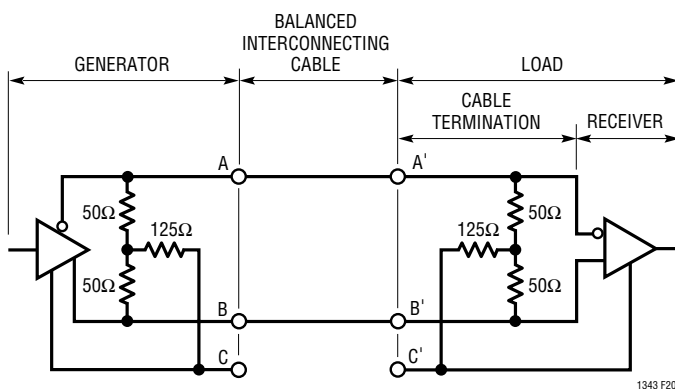 BALANCED
INTERCONNECTING
CABLE
GENERATOR
LOAD
CABLE
TERMINATION
RECEIVER
A
A'
50Ω
125Ω
50Ω
125Ω
50Ω
50Ω
B
B'
C
C'
1343 F20